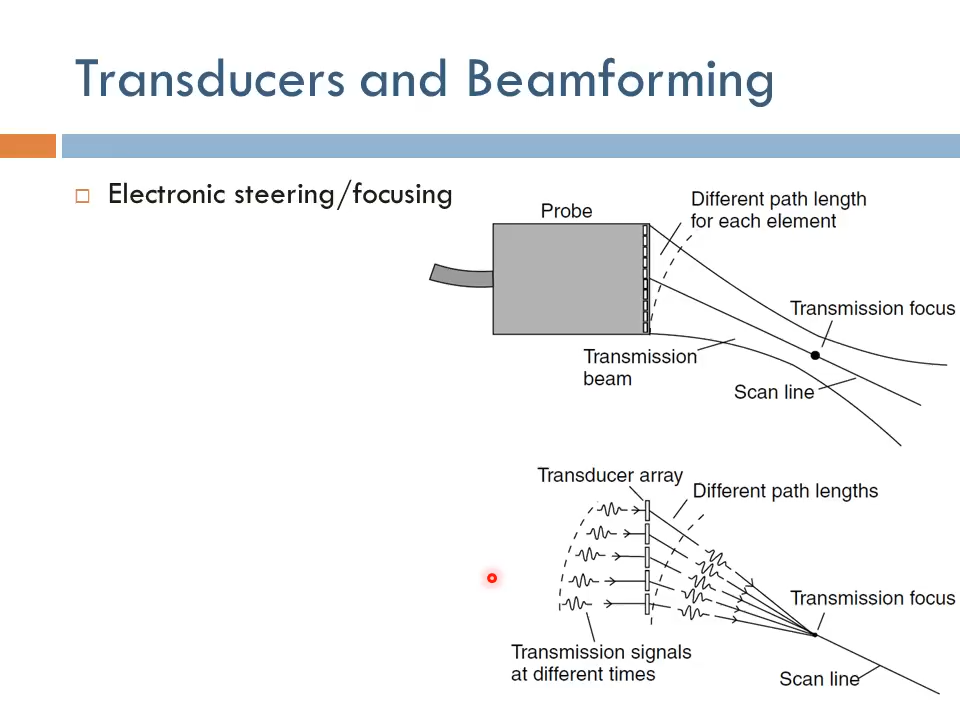 Transducers and Beamforming
Electronic steering/focusing
Probe
Different path length
for each element
Transmission focus
Transmission
beam
Scan line
Transducer array
Different path lengths
Transmission focus
Transmission signals
at different times
Scan line